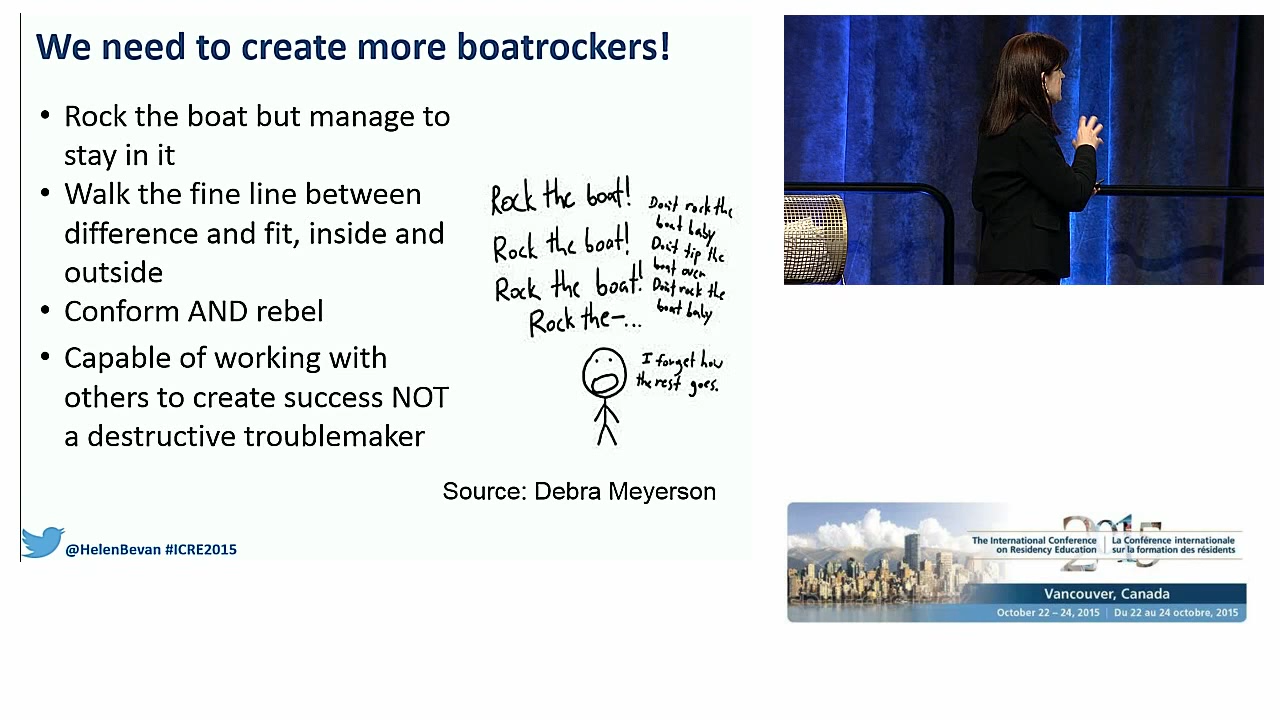 We need to create more boatrockers!
• Rock the boat but manage to
stay in it
• Walk the fine line between
difference and fit, inside and
outside
• Conform AND rebel
• Capable of working with
others to create success NOT
a destructive troublemaker
Rock the boat!
Rock the boat!
Rock the boat!
Rock the-...
Don't rock the
boat baby
Don't tip the
boat over
Don't rock the
boat baby
I forget how
the rest goes.
Source: Debra Meyerson
@HelenBevan #ICRE2015
2015
The International Conference
on Residency Education
La Conférence internationale
sur la formation des résidents
Vancouver, Canada
October 22 – 24, 2015 | Du 22 au 24 octobre, 2015